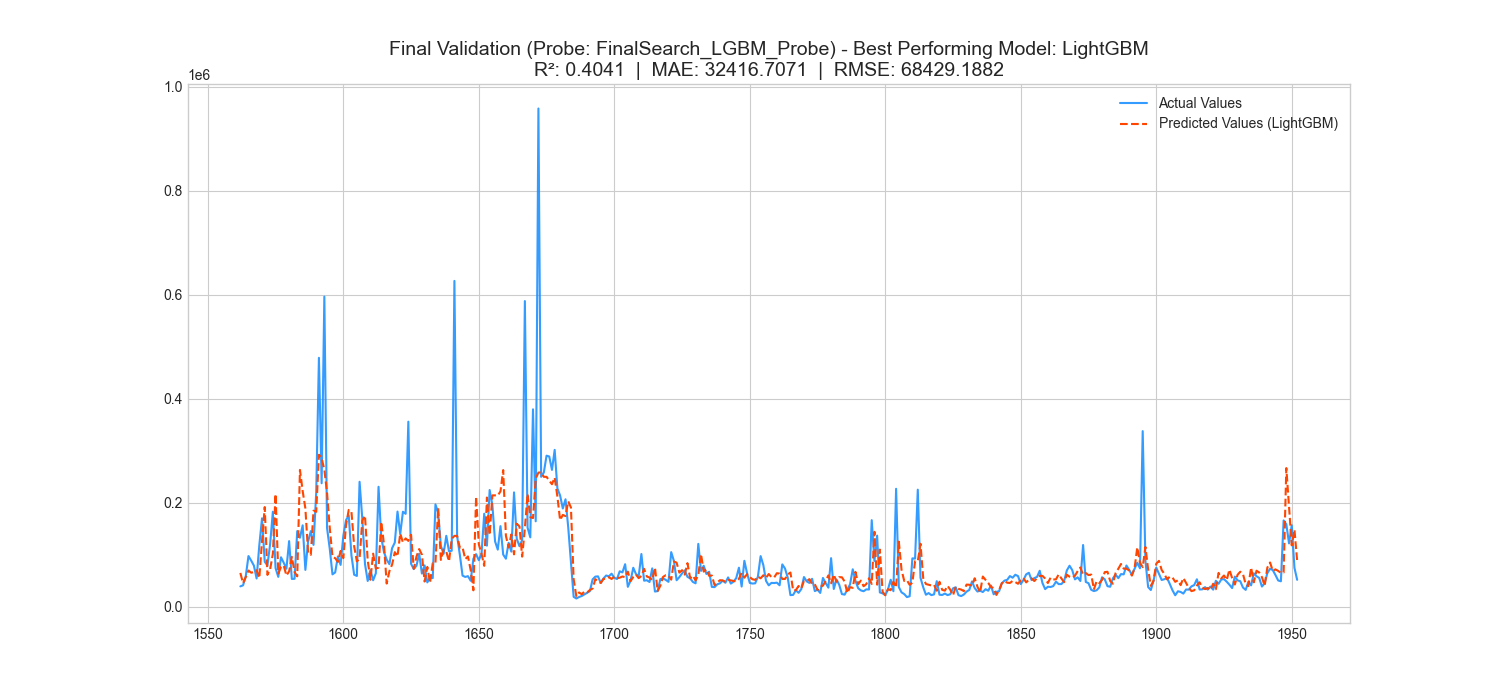 Final Validation (Probe: FinalSearch_LGBM_Probe) - Best Performing Model: LightGBM
R²: 0.4041 | MAE: 32416.7071 | RMSE: 68429.1882
1e6
1.0
0.8
0.6
0.4
0.2
0.0
Actual Values
Predicted Values (LightGBM)
1550 1600 1650 1700 1750 1800 1850 1900 1950